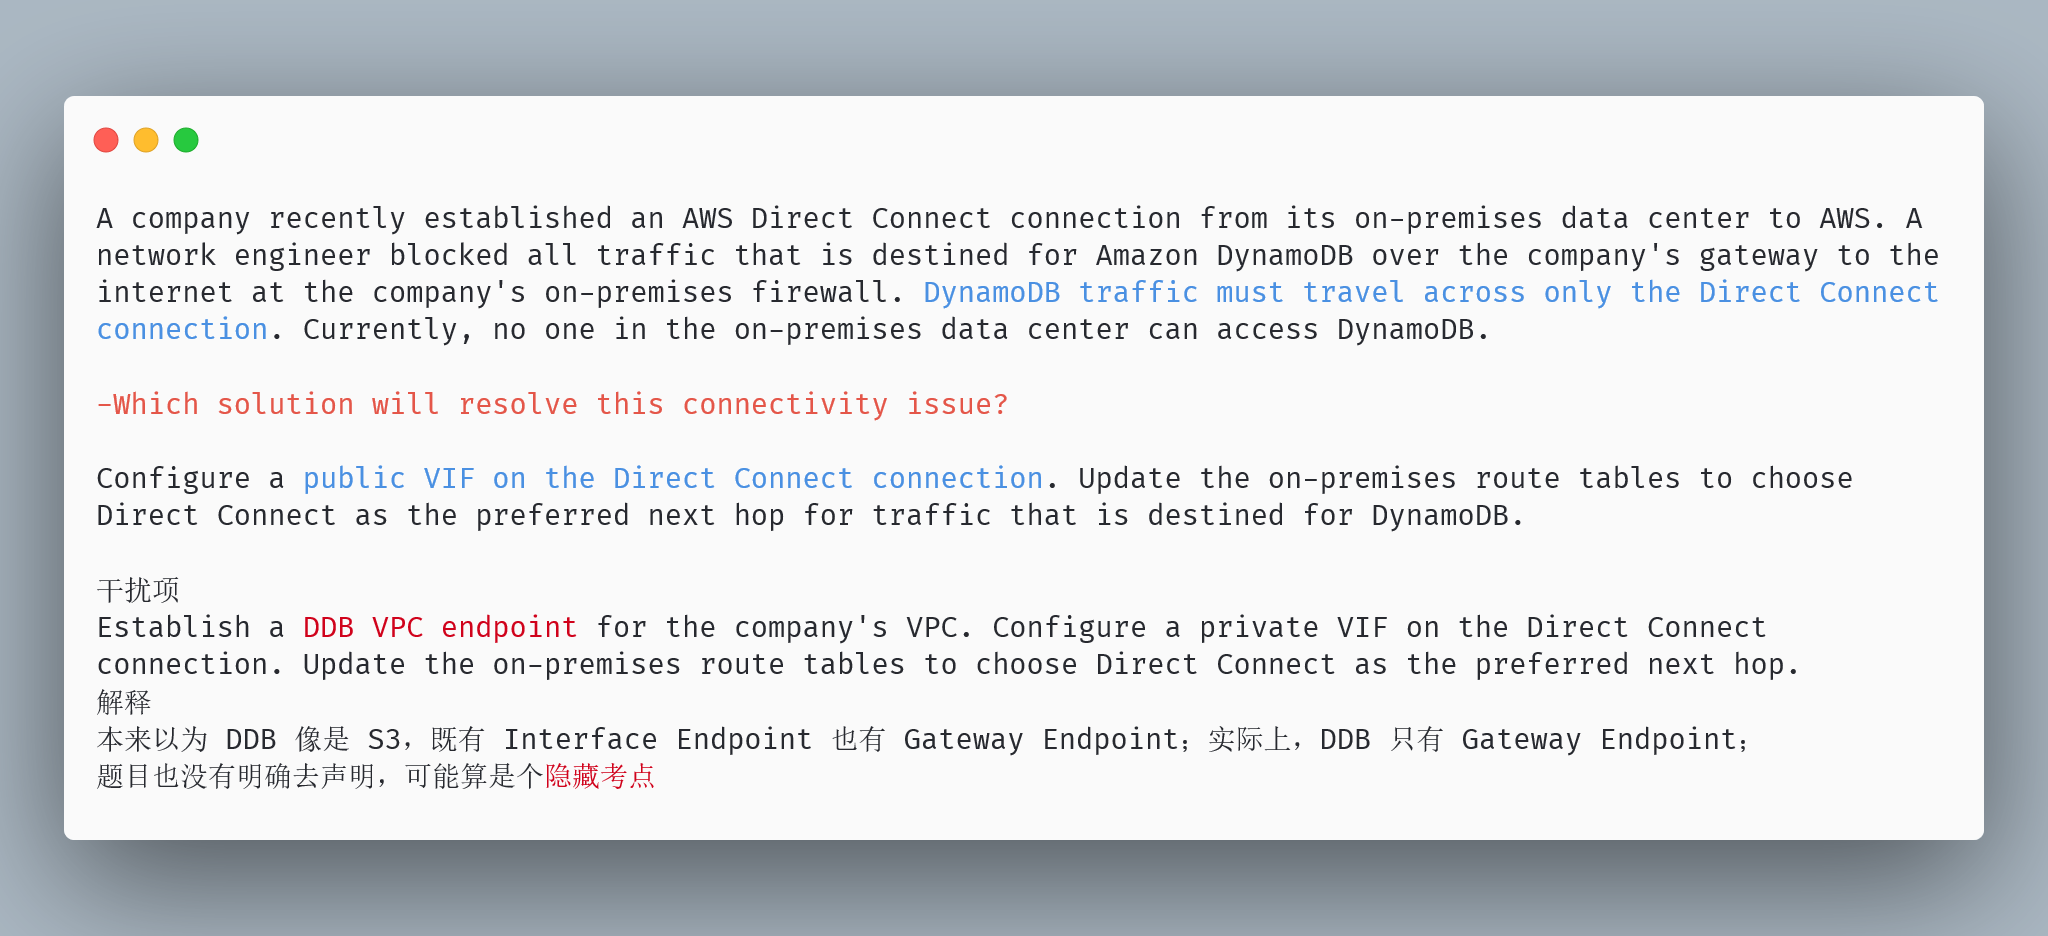 A company recently established an AWS Direct Connect connection from its on-premises data center to AWS. A
network engineer blocked all traffic that is destined for Amazon DynamoDB over the company's gateway to the
internet at the company's on-premises firewall. DynamoDB traffic must travel across only the Direct Connect
connection. Currently, no one in the on-premises data center can access DynamoDB.
-Which solution will resolve this connectivity issue?
Configure a public VIF on the Direct Connect connection. Update the on-premises route tables to choose
Direct Connect as the preferred next hop for traffic that is destined for DynamoDB.
干扰项
Establish a DDB VPC endpoint for the company's VPC. Configure a private VIF on the Direct Connect
connection. Update the on-premises route tables to choose Direct Connect as the preferred next hop.
解释
本来以为 DDB 像是 S3，既有 Interface Endpoint 也有 Gateway Endpoint；实际上，DDB 只有 Gateway Endpoint；
题目也没有明确去声明，可能算是个隐藏考点